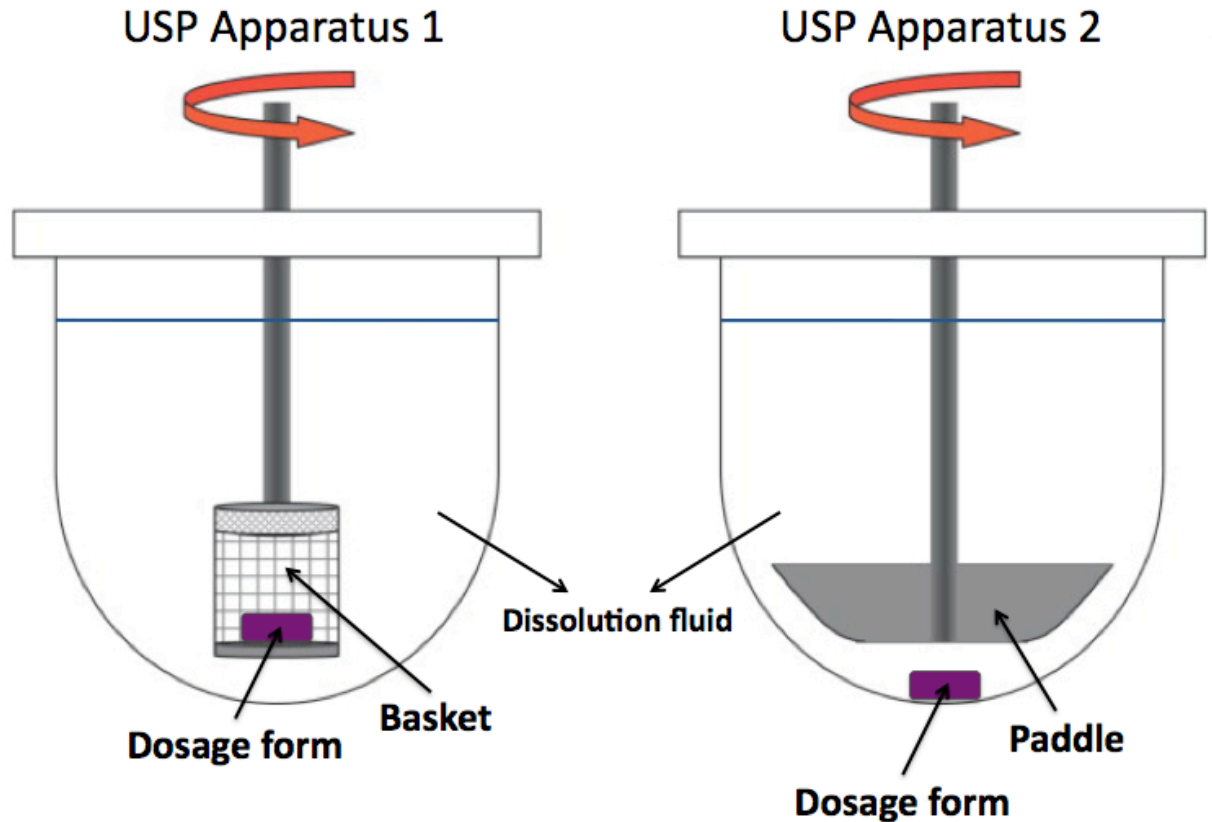 USP Apparatus 1
USP Apparatus 2
Dissolution fluid
Basket
Dosage form
Paddle
Dosage form